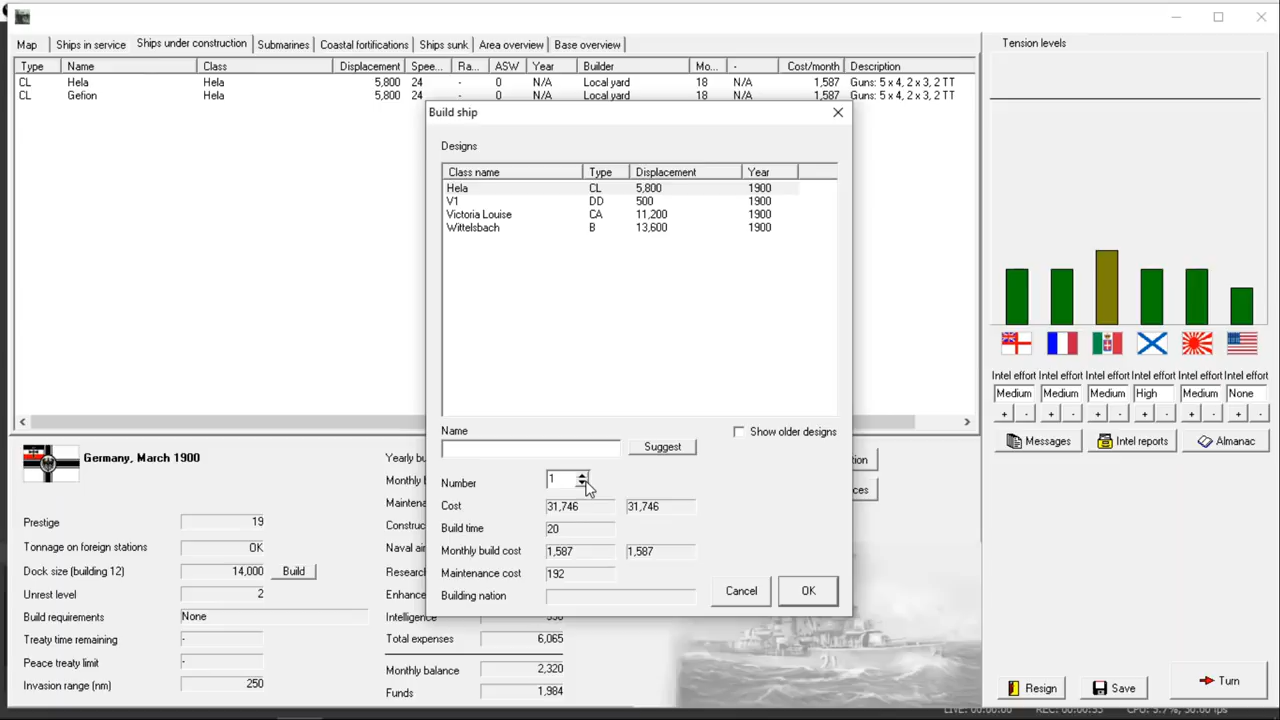 Map Ships in service Ships under construction Submarines Coastal fortifications Ships sunk Area overview Base overview
Type Name Class Displacement Spee... Ra... ASW Year Builder Mo... - Cost/month Description
CL Hela Hela 5,800 24 - 0 N/A Local yard 18 N/A 1,587 Guns: 5 x 4, 2 x 3, 2 TT
CL Gefion Hela 5,800 24 - 0 N/A Local yard 18 N/A 1,587 Guns: 5 x 4, 2 x 3, 2 TT
Build ship
Designs
Class name Type Displacement Year
Hela CL 5,800 1900
V1 DD 500 1900
Victoria Louise CA 11,200 1900
Wittelsbach B 13,600 1900
Name
Suggest
Show older designs
Number 1
Cost 31,746 31,746
Build time 20
Monthly build cost 1,587 1,587
Maintenance cost 192
Building nation
Cancel OK
Tension levels
Intel effort Intel effort Intel effort Intel effort Intel effort Intel effort
Medium Medium Medium High Medium None
+ - + - + - + - + - + -
Messages Intel reports Almanac
Germany, March 1900
Prestige 19
Tonnage on foreign stations OK
Dock size (building 12) 14,000 Build
Unrest level 2
Build requirements None
Treaty time remaining -
Peace treaty limit -
Invasion range (nm) 250
Yearly bu
Monthly b
Maintenan
Construc
Naval air
Researc
Enhance
Intelligence
Total expenses 6,065
Monthly balance 2,320
Funds 1,984
Resign Save Turn